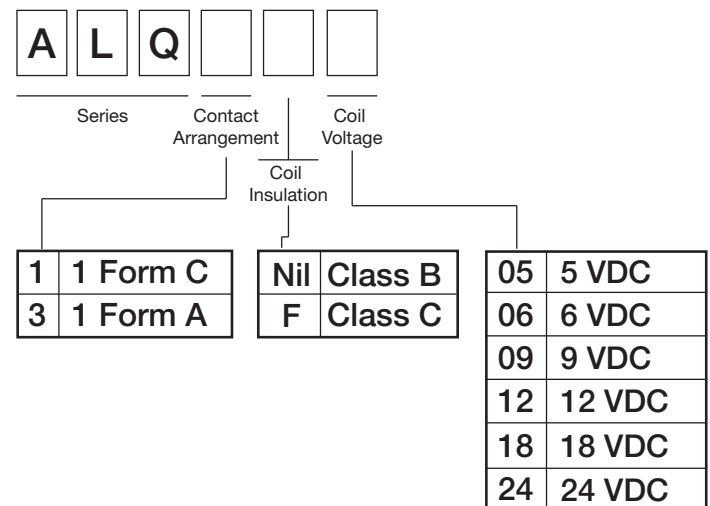 A L Q
Series
Contact
Arrangement
Coil
Voltage
Coil
Insulation
1 1 Form C
3 1 Form A
Nil Class B
F Class C
05 5 VDC
06 6 VDC
09 9 VDC
12 12 VDC
18 18 VDC
24 24 VDC